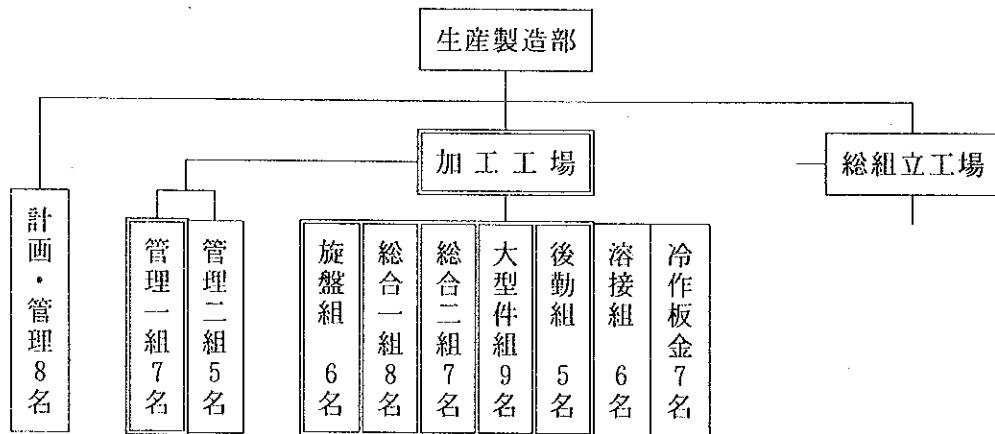 生産製造部
加工工場
総組立工場
計画・管理8名
管理一組7名
管理二組5名
旋盤組 6名
総合一組8名
総合二組7名
大型件組9名
後勤組 5名
溶接組 6名
冷作板金7名